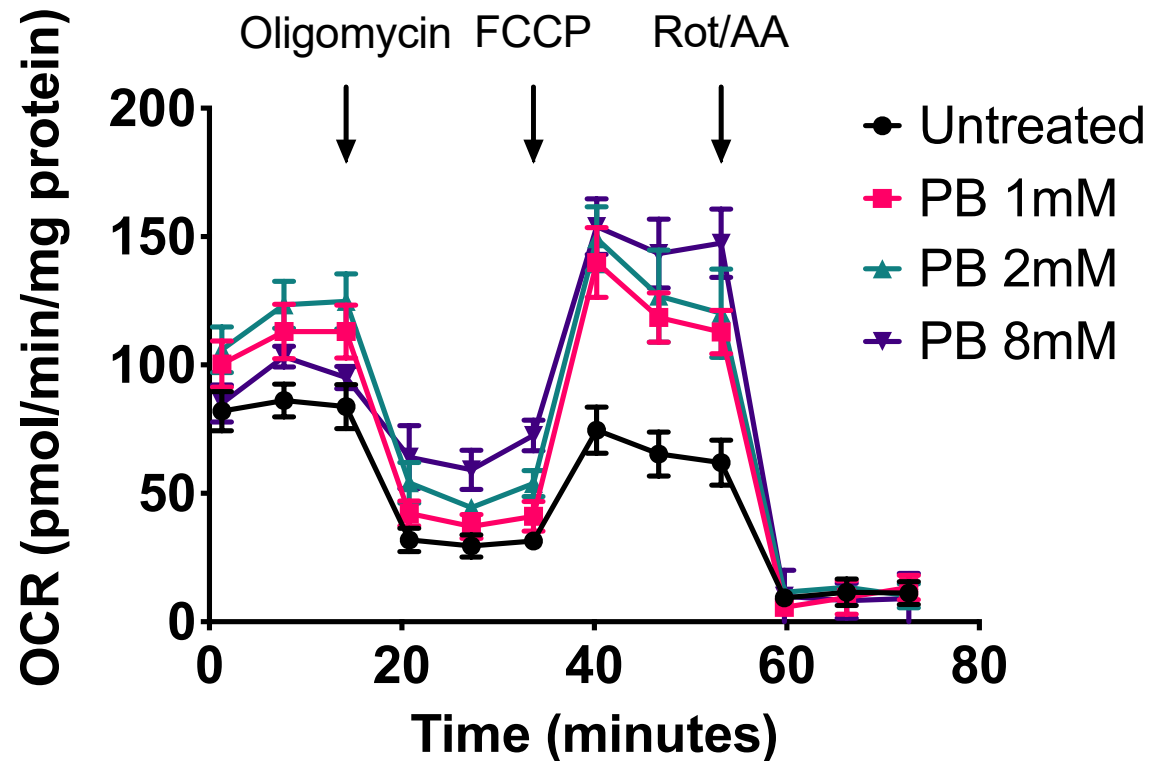 Oligomycin FCCP Rot/AA
OCR (pmol/min/mg protein)
200
150
100
50
0
0 20 40 60 80
Time (minutes)
Untreated
PB 1mM
PB 2mM
PB 8mM